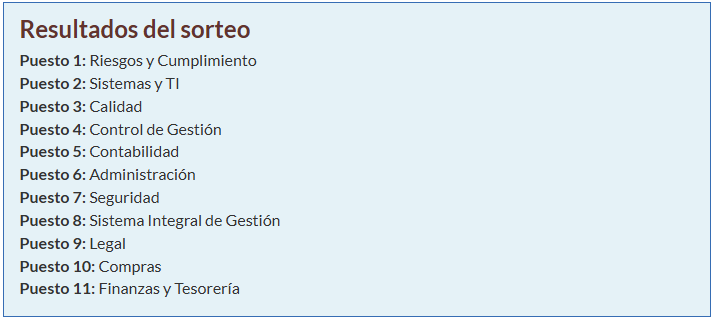 Resultados del sorteo
Puesto 1: Riesgos y Cumplimiento
Puesto 2: Sistemas y TI
Puesto 3: Calidad
Puesto 4: Control de Gestión
Puesto 5: Contabilidad
Puesto 6: Administración
Puesto 7: Seguridad
Puesto 8: Sistema Integral de Gestión
Puesto 9: Legal
Puesto 10: Compras
Puesto 11: Finanzas y Tesorería